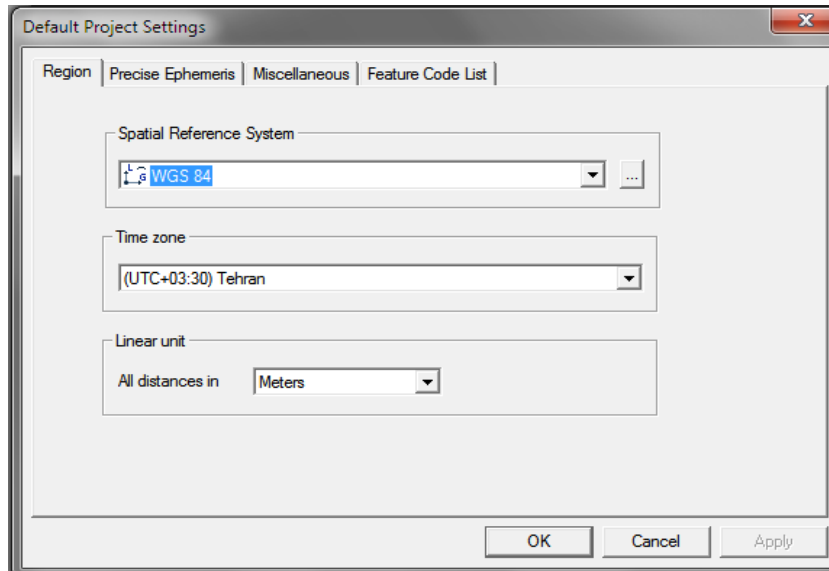 Default Project Settings
Region Precise Ephemeris Miscellaneous Feature Code List
Spatial Reference System
WGS 84 ...
Time zone
(UTC+03:30) Tehran
Linear unit
All distances in Meters
OK Cancel Apply